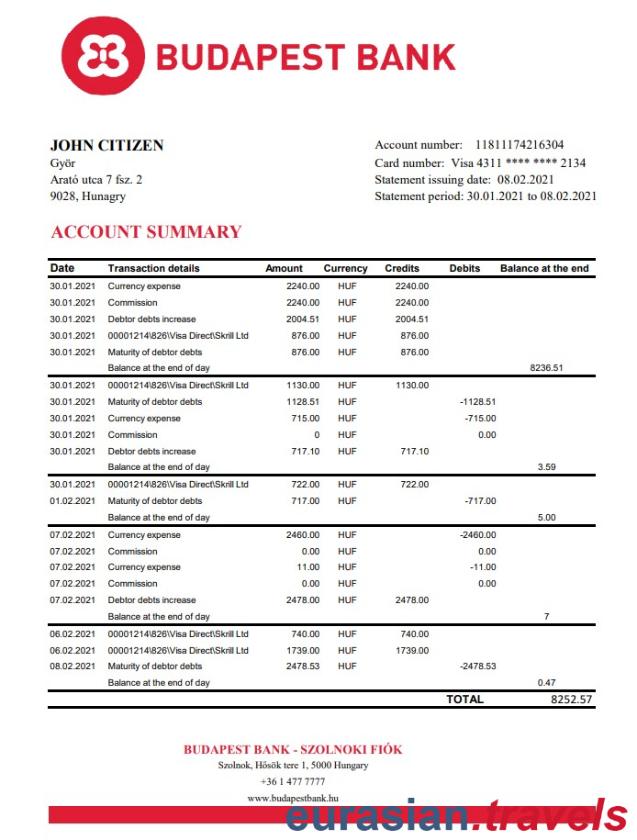 BUDAPEST BANK
JOHN CITIZEN
Györ
Arató utca 7 fsz. 2
9028, Hunagry
Account number: 11811174216304
Card number: Visa 4311 **** **** 2134
Statement issuing date: 08.02.2021
Statement period: 30.01.2021 to 08.02.2021
ACCOUNT SUMMARY
Date Transaction details Amount Currency Credits Debits Balance at the end
30.01.2021 Currency expense 2240.00 HUF 2240.00
30.01.2021 Commission 2240.00 HUF 2240.00
30.01.2021 Debtor debts increase 2004.51 HUF 2004.51
30.01.2021 00001214\826\Visa Direct\Skrill Ltd 876.00 HUF 876.00
30.01.2021 Maturity of debtor debts 876.00 HUF 876.00
Balance at the end of day 8236.51
30.01.2021 00001214\826\Visa Direct\Skrill Ltd 1130.00 HUF 1130.00
30.01.2021 Maturity of debtor debts 1128.51 HUF -1128.51
30.01.2021 Currency expense 715.00 HUF -715.00
30.01.2021 Commission 0 HUF 0.00
30.01.2021 Debtor debts increase 717.10 HUF 717.10
Balance at the end of day 3.59
30.01.2021 00001214\826\Visa Direct\Skrill Ltd 722.00 HUF 722.00
01.02.2021 Maturity of debtor debts 717.00 HUF -717.00
Balance at the end of day 5.00
07.02.2021 Currency expense 2460.00 HUF -2460.00
07.02.2021 Commission 0.00 HUF 0.00
07.02.2021 Currency expense 11.00 HUF -11.00
07.02.2021 Commission 0.00 HUF 0.00
07.02.2021 Debtor debts increase 2478.00 HUF 2478.00
Balance at the end of day 7
06.02.2021 00001214\826\Visa Direct\Skrill Ltd 740.00 HUF 740.00
06.02.2021 00001214\826\Visa Direct\Skrill Ltd 1739.00 HUF 1739.00
08.02.2021 Maturity of debtor debts 2478.53 HUF -2478.53
Balance at the end of day 0.47
TOTAL 8252.57
BUDAPEST BANK - SZOLNOKI FIÓK
Szolnok, Hősök tere 1, 5000 Hungary
+36 1 477 7777
www.budapestbank.hu
eurasian.travels